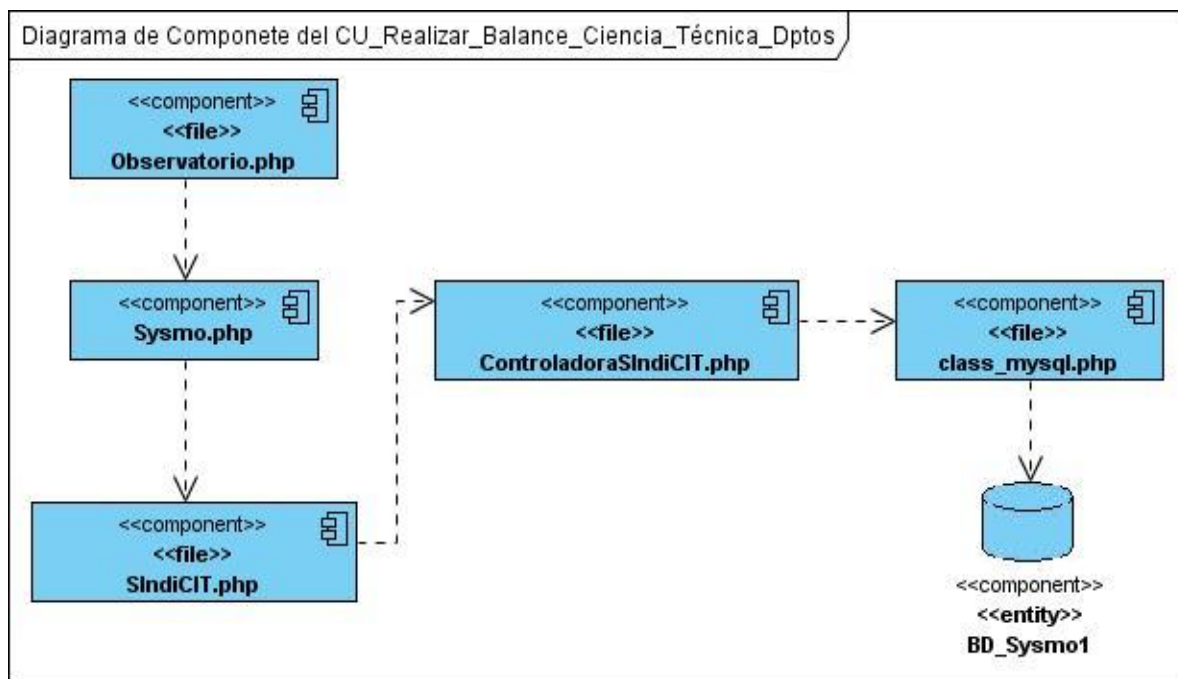 Diagrama de Componete del CU_Realizar_Balance_Ciencia_Técnica_Dptos
<<component>>
<<file>>
Observatorio.php
<<component>>
Sysmo.php
<<component>>
<<file>>
SIndiCIT.php
<<component>>
<<file>>
ControladoraSIndiCIT.php
<<component>>
<<file>>
class_mysql.php
<<component>>
<<entity>>
BD_Sysmo1